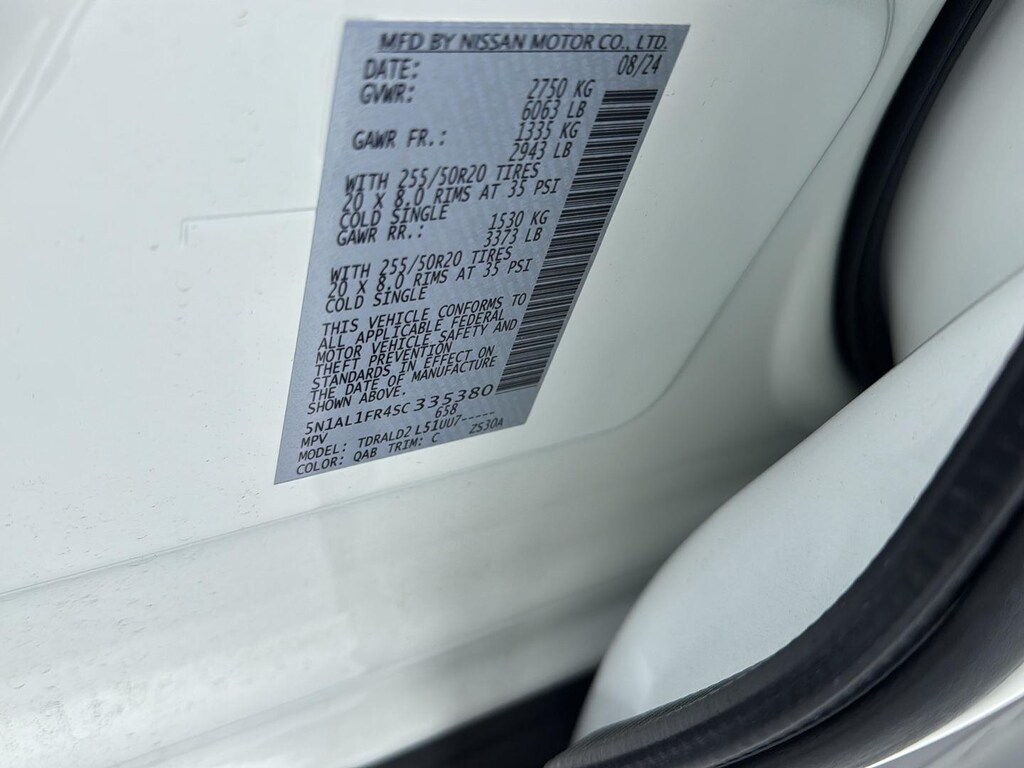 MFD BY NISSAN MOTOR CO., LTD.
DATE: 08/24
GVWR: 2750 KG
6063 LB
GAWR FR.: 1335 KG
2943 LB
WITH 255/50R20 TIRES
20 X 8.0 RIMS AT 35 PSI
COLD SINGLE
GAWR RR.: 1530 KG
3373 LB
WITH 255/50R20 TIRES
20 X 8.0 RIMS AT 35 PSI
COLD SINGLE
THIS VEHICLE CONFORMS TO
ALL APPLICABLE FEDERAL
MOTOR VEHICLE SAFETY AND
THEFT PREVENTION
STANDARDS IN EFFECT ON
THE DATE OF MANUFACTURE
SHOWN ABOVE.
5N1AL1FR4SC335380
MPV 658
MODEL: TDRALD2 L51UU7-----
COLOR: QAB TRIM: C ZS30A